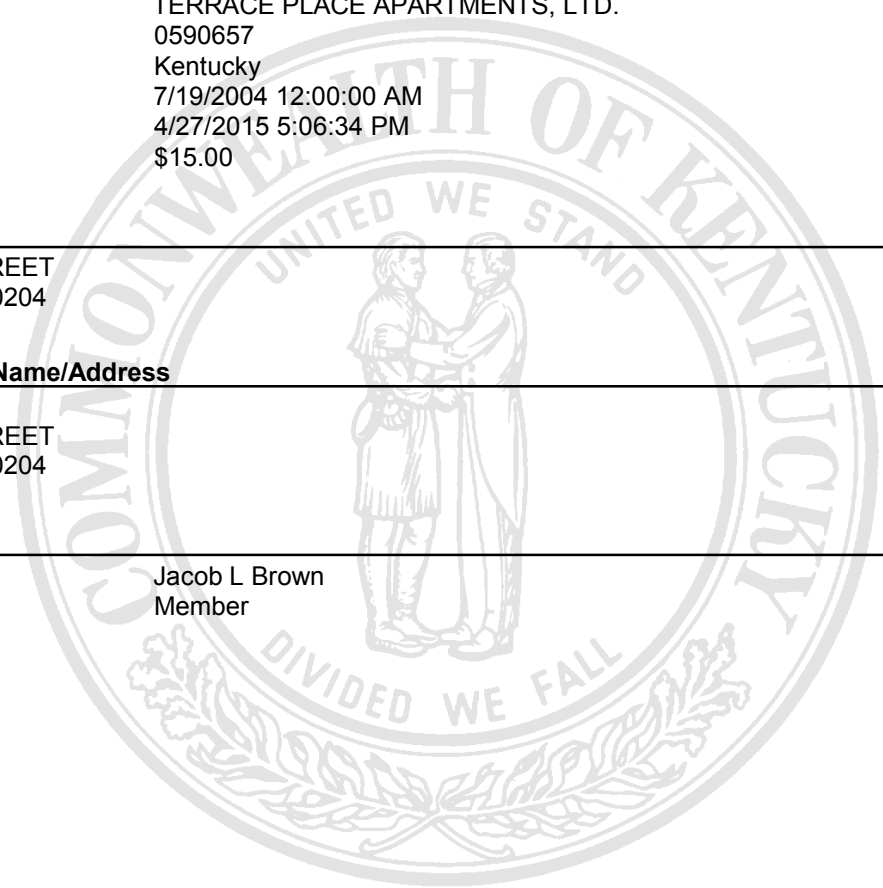 TERRACE PLACE APARTMENTS, LTD.
0590657
Kentucky
7/19/2004 12:00:00 AM
4/27/2015 5:06:34 PM
$15.00
COMMONWEALTH OF KENTUCKY
UNITED WE STAND
REET
0204
Name/Address
REET
0204
Jacob L Brown
Member
DIVIDED WE FALL